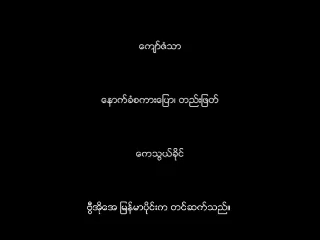 ကျော်ဇံသာ
နောက်ခံစကားပြော၊ တည်းဖြတ်
ကေသွယ်ခိုင်
ဗွီအိုအေ မြန်မာပိုင်းက တင်ဆက်သည်။